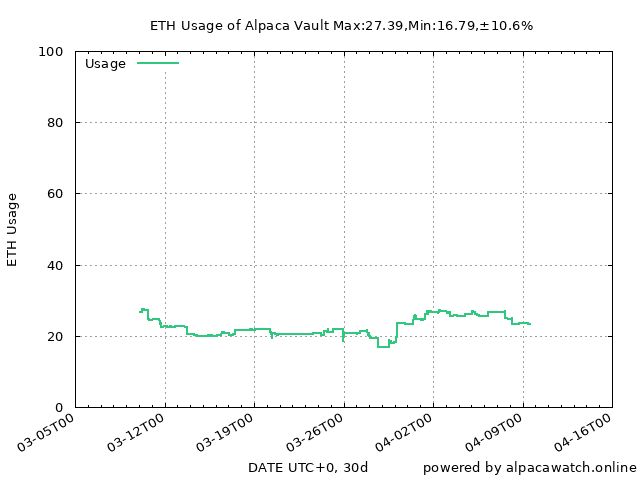 ETH Usage of Alpaca Vault Max:27.39,Min:16.79,±10.6%
Usage
100
80
60
40
20
0
ETH Usage
03-05T00
03-12T00
03-19T00
03-26T00
04-02T00
04-09T00
04-16T00
DATE UTC+0, 30d
powered by alpacawatch.online